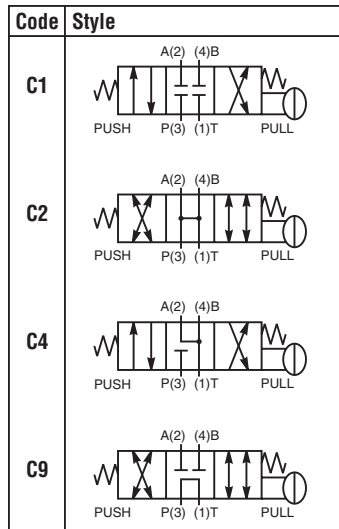 Code Style
A(2) (4)B
C1
PUSH P(3) (1)T PULL
A(2) (4)B
C2
PUSH P(3) (1)T PULL
A(2) (4)B
C4
PUSH P(3) (1)T PULL
A(2) (4)B
C9
PUSH P(3) (1)T PULL